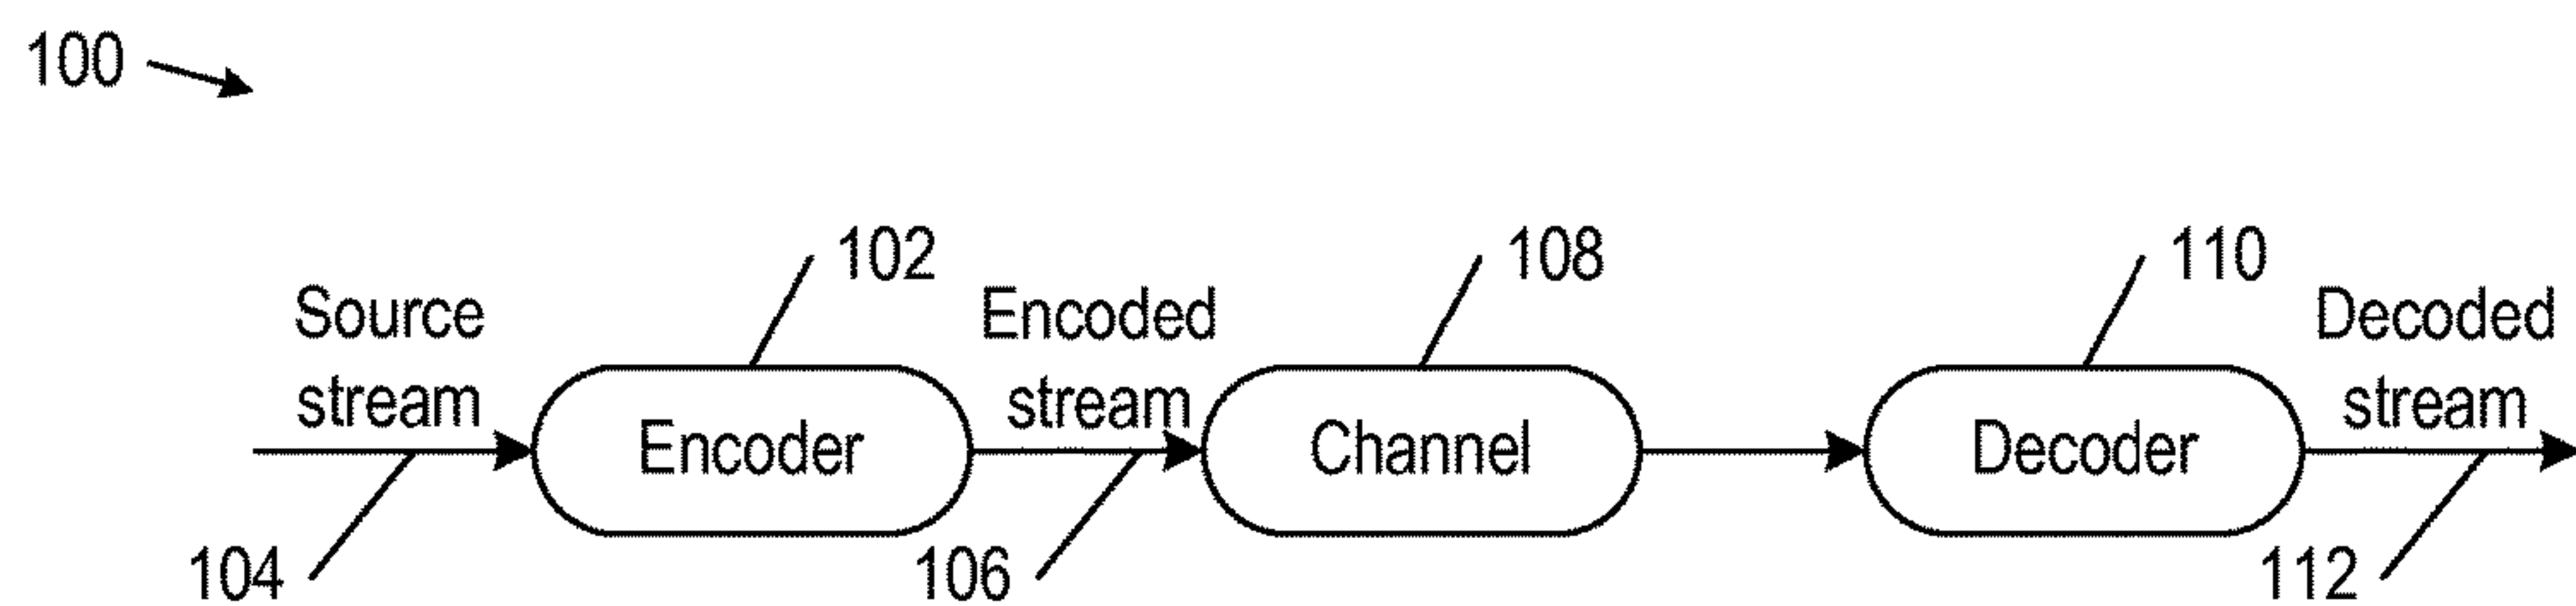 100
102
108
110
Source
stream
Encoded
stream
Decoded
stream
Encoder
Channel
Decoder
104
106
112